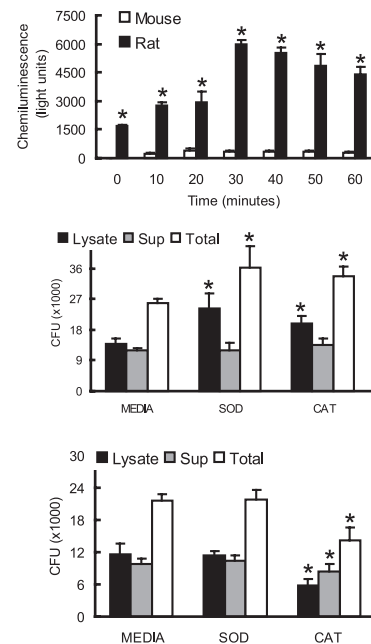 Mouse
Rat
Chemiluminescence
(light units)
7500
6000
4500
3000
1500
0
* * * * * * *
0 10 20 30 40 50 60
Time (minutes)
Lysate Sup Total
CFU (x1000)
36
27
18
9
0
* * * *
MEDIA SOD CAT
Lysate Sup Total
CFU (x1000)
30
24
18
12
6
0
* * *
MEDIA SOD CAT